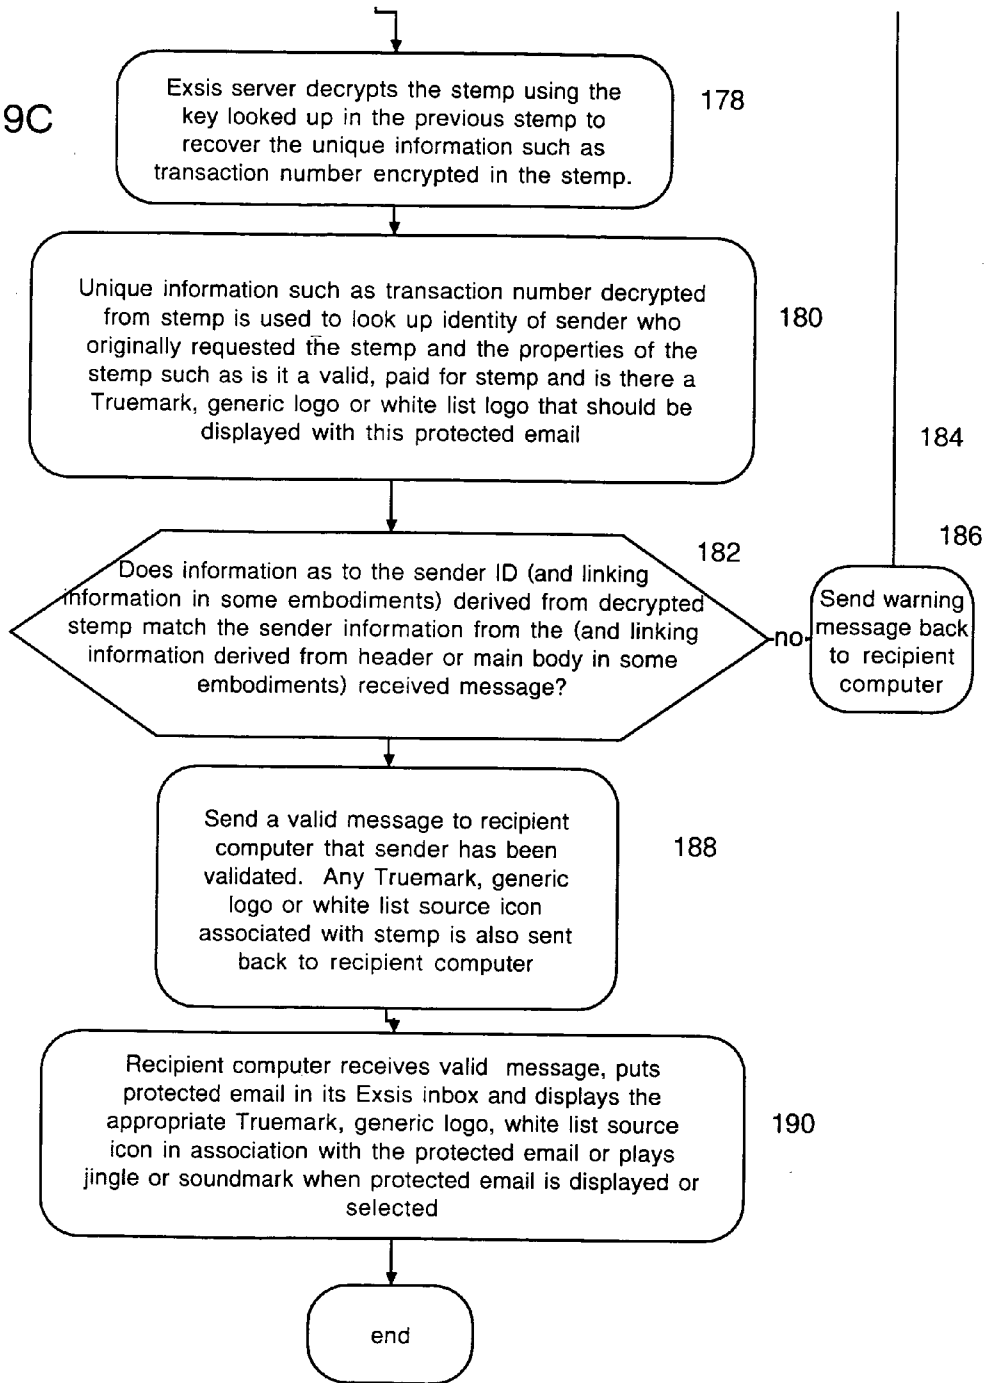 9C
Exsis server decrypts the stemp using the
key looked up in the previous stemp to
recover the unique information such as
transaction number encrypted in the stemp.
178
Unique information such as transaction number decrypted
from stemp is used to look up identity of sender who
originally requested the stemp and the properties of the
stemp such as is it a valid, paid for stemp and is there a
Truemark, generic logo or white list logo that should be
displayed with this protected email
180
184
186
182
Does information as to the sender ID (and linking
information in some embodiments) derived from decrypted
stemp match the sender information from the (and linking
information derived from header or main body in some
embodiments) received message?
no
Send warning
message back
to recipient
computer
Send a valid message to recipient
computer that sender has been
validated. Any Truemark, generic
logo or white list source icon
associated with stemp is also sent
back to recipient computer
188
Recipient computer receives valid message, puts
protected email in its Exsis inbox and displays the
appropriate Truemark, generic logo, white list source
icon in association with the protected email or plays
jingle or soundmark when protected email is displayed or
selected
190
end